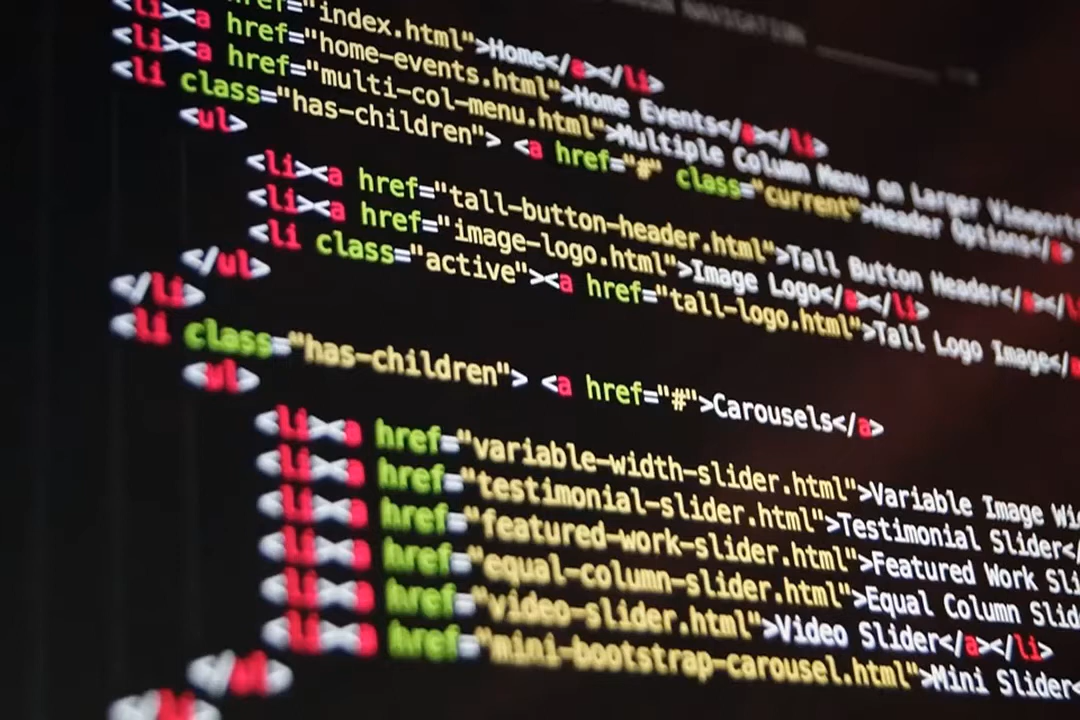 <li><a href="index.html">Home</a></li>
<li><a href="home-events.html">Home Events</a></li>
<li><a href="multi-col-menu.html">Multiple Column Menu on Larger Viewports
<li class="has-children"> <a href="#" class="current">Header Options</a>
<ul>
<li><a href="tall-button-header.html">Tall Button Header</a></li>
<li><a href="image-logo.html">Image Logo</a></li>
<li class="active"><a href="tall-logo.html">Tall Logo Image</a
</ul>
</li>
<li class="has-children"> <a href="#">Carousels</a>
<ul>
<li><a href="variable-width-slider.html">Variable Image
<li><a href="testimonial-slider.html">Testimonial Slider</
<li><a href="featured-work-slider.html">Featured Work
<li><a href="equal-column-slider.html">Equal Column
<li><a href="video-slider.html">Video Slider</a></li>
<li><a href="mini-bootstrap-carousel.html">Mini Slider<
</ul>